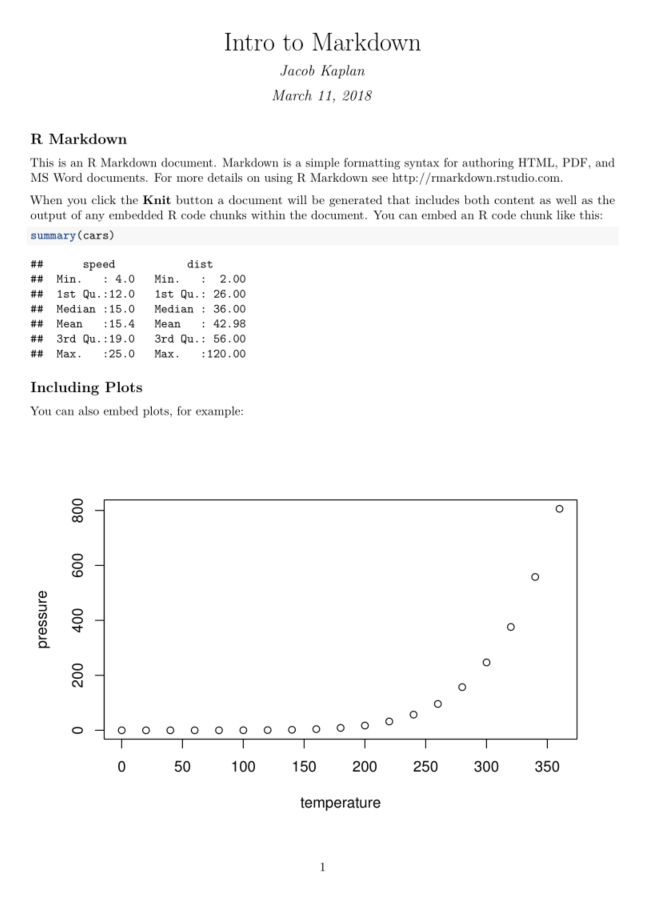 Intro to Markdown
Jacob Kaplan
March 11, 2018
R Markdown
This is an R Markdown document. Markdown is a simple formatting syntax for authoring HTML, PDF, and
MS Word documents. For more details on using R Markdown see http://rmarkdown.rstudio.com.
When you click the Knit button a document will be generated that includes both content as well as the
output of any embedded R code chunks within the document. You can embed an R code chunk like this:
summary(cars)
##      speed           dist
##  Min.   : 4.0   Min.   :  2.00
##  1st Qu.:12.0   1st Qu.: 26.00
##  Median :15.0   Median : 36.00
##  Mean   :15.4   Mean   : 42.98
##  3rd Qu.:19.0   3rd Qu.: 56.00
##  Max.   :25.0   Max.   :120.00
Including Plots
You can also embed plots, for example:
800
600
400
200
0
pressure
0 50 100 150 200 250 300 350
temperature
1